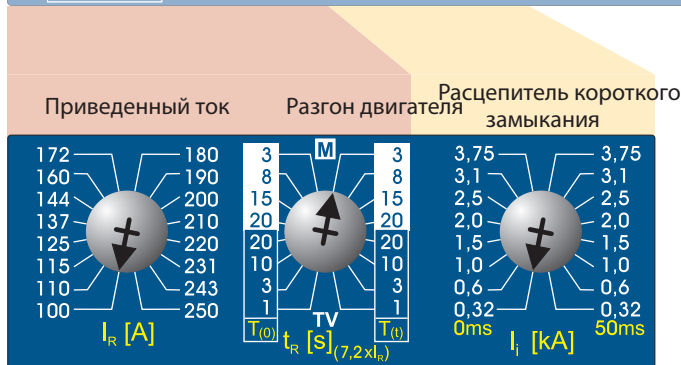 Приведенный ток
Разгон двигателя
Расцепитель короткого
замыкания
172 180
160 190
144 200
137 210
125 220
115 231
110 243
100 250
I_R [A]
M
3 3
8 8
15 15
20 20
20 20
10 10
3 3
1 1
TV
T(0) T(t)
t_R [s](7,2 x I_R)
3,75 3,75
3,1 3,1
2,5 2,5
2,0 2,0
1,5 1,5
1,0 1,0
0,6 0,6
0,32 0,32
0ms 50ms
I_i [kA]